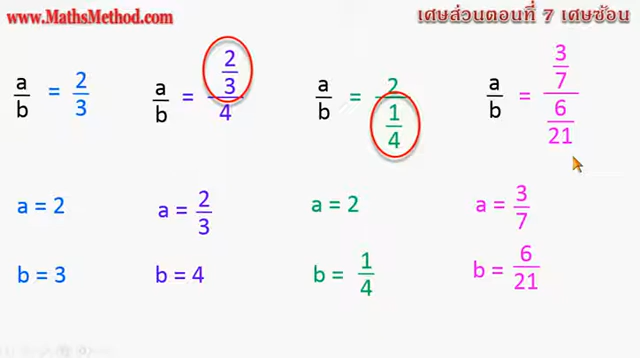 www.MathsMethod.com
เศษส่วนตอนที่ 7 เศษซ้อน
a/b = 2/3
a/b = (2/3)/4
a/b = 2/(1/4)
a/b = (3/7)/(6/21)
a = 2
a = 2/3
a = 2
a = 3/7
b = 3
b = 4
b = 1/4
b = 6/21